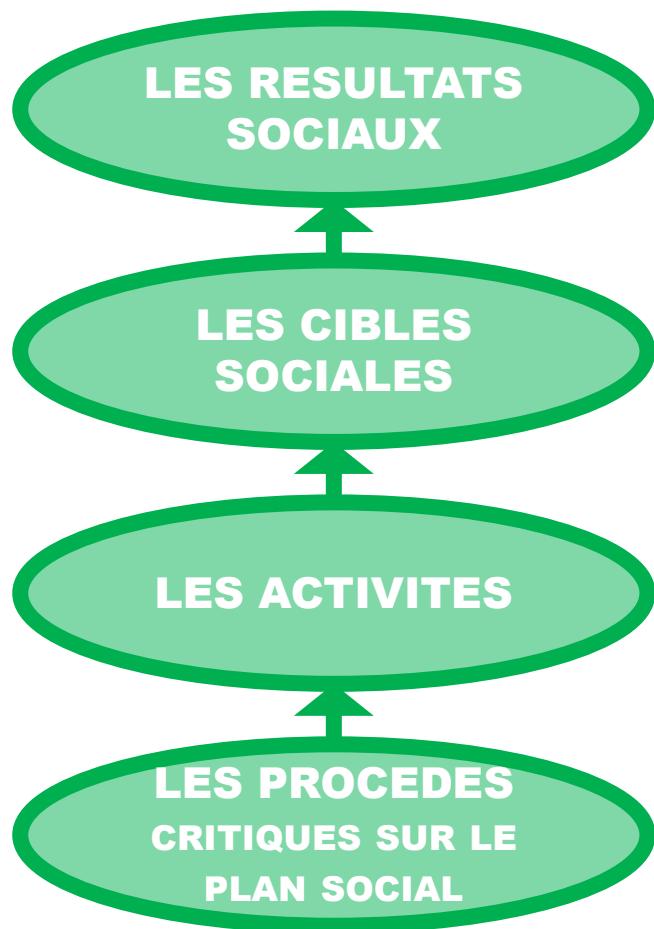 LES RESULTATS
SOCIAUX
LES CIBLES
SOCIALES
LES ACTIVITES
LES PROCEDES
CRITIQUES SUR LE
PLAN SOCIAL